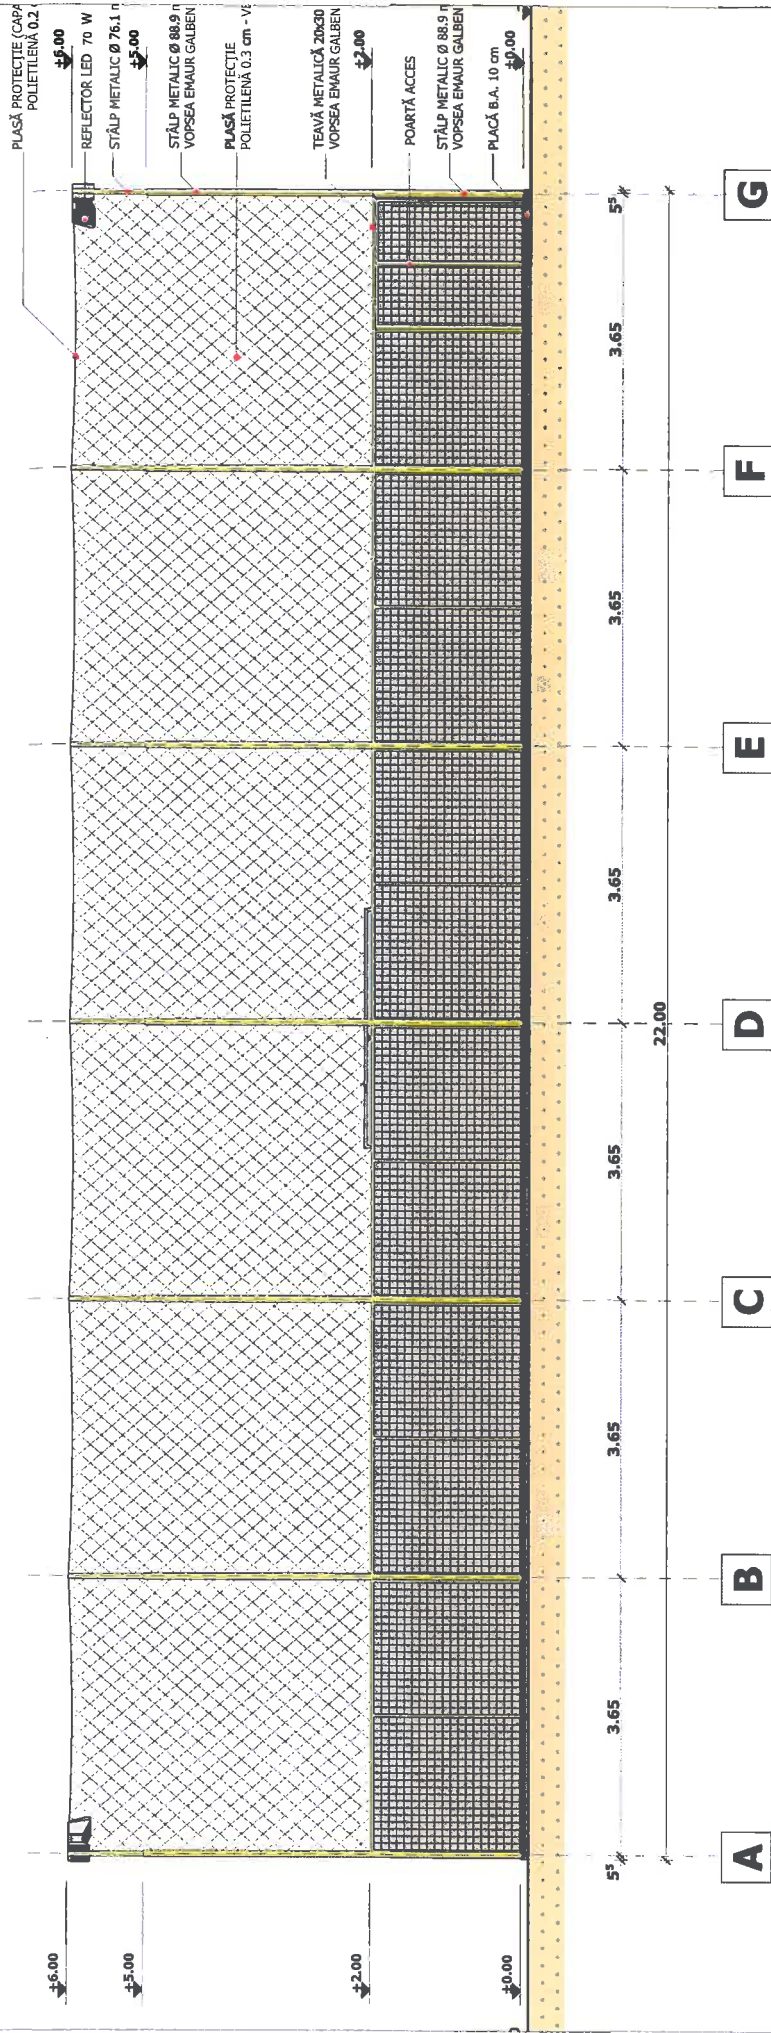 PLASĂ PROTECȚIE (CAPA
POLIETILENĂ 0.2
±6.00
REFLECTOR LED 70 W
STÂLP METALIC Ø 76.1
±5.00
STÂLP METALIC Ø 88.9
VOPSEA EMAUR GALBEN
PLASĂ PROTECȚIE
POLIETILENĂ 0.3 cm - VE
ȚEAVĂ METALICĂ 20x30
VOPSEA EMAUR GALBEN
±2.00
POARTĂ ACCES
STÂLP METALIC Ø 88.9
VOPSEA EMAUR GALBEN
PLACĂ B.A. 10 cm
±0.00
±6.00
±5.00
±2.00
±0.00
5⁵
3.65
3.65
3.65
3.65
3.65
3.65
5⁵
22.00
A
B
C
D
E
F
G